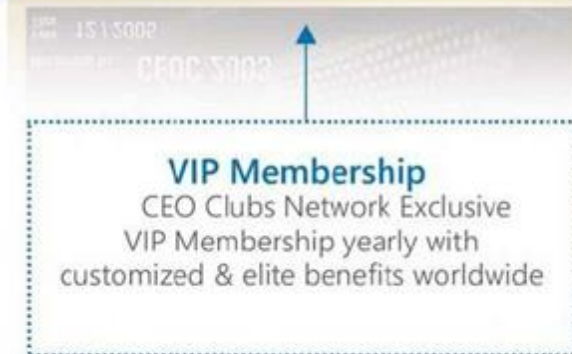 VIP Membership
CEO Clubs Network Exclusive
VIP Membership yearly with
customized & elite benefits worldwide